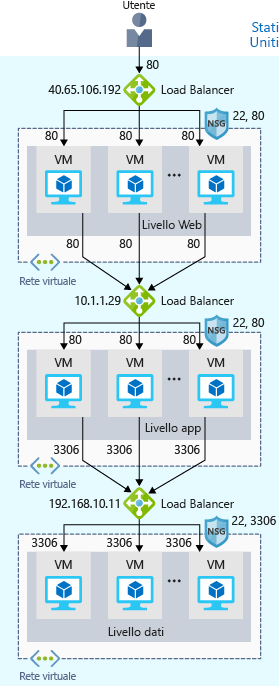 Utente
Stati
Uniti
80
40.65.106.192 Load Balancer
NSG 22, 80
80 80 80
VM VM ... VM
Livello Web
80 80 80
Rete virtuale
10.1.1.29 Load Balancer
NSG 22, 80
80 80 80
VM VM ... VM
Livello app
3306 3306 3306
Rete virtuale
192.168.10.11 Load Balancer
NSG 22, 3306
3306 3306 3306
VM VM ... VM
Livello dati
Rete virtuale